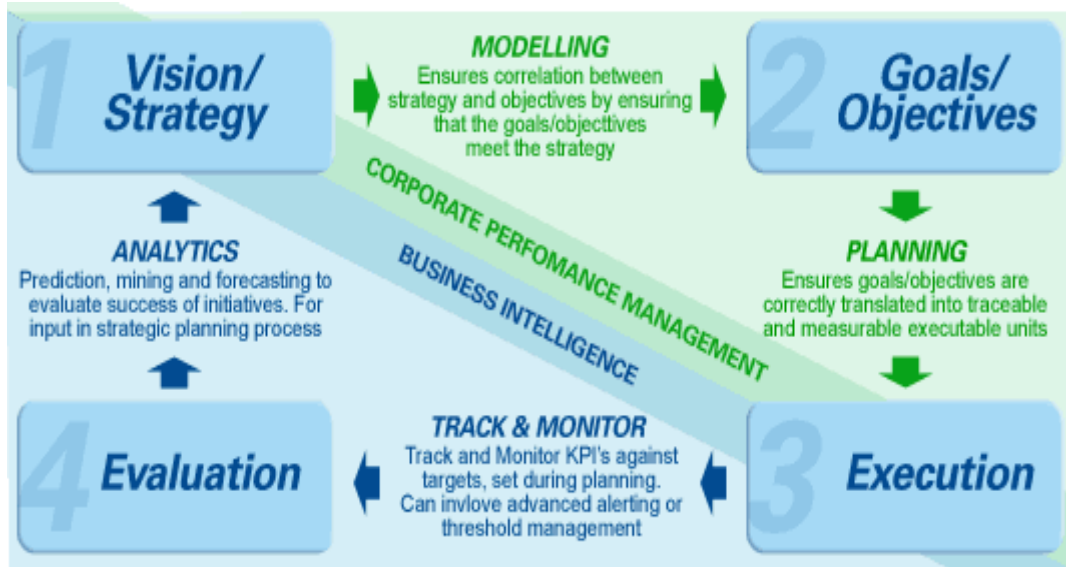 1
Vision/
Strategy
MODELLING
Ensures correlation between
strategy and objectives by ensuring
that the goals/objecttives
meet the strategy
2
Goals/
Objectives
PLANNING
Ensures goals/objectives are
correctly translated into traceable
and measurable executable units
3
Execution
TRACK & MONITOR
Track and Monitor KPI's against
targets, set during planning.
Can invlove advanced alerting or
threshold management
4
Evaluation
ANALYTICS
Prediction, mining and forecasting to
evaluate success of initiatives. For
input in strategic planning process
CORPORATE PERFOMANCE MANAGEMENT
BUSINESS INTELLIGENCE